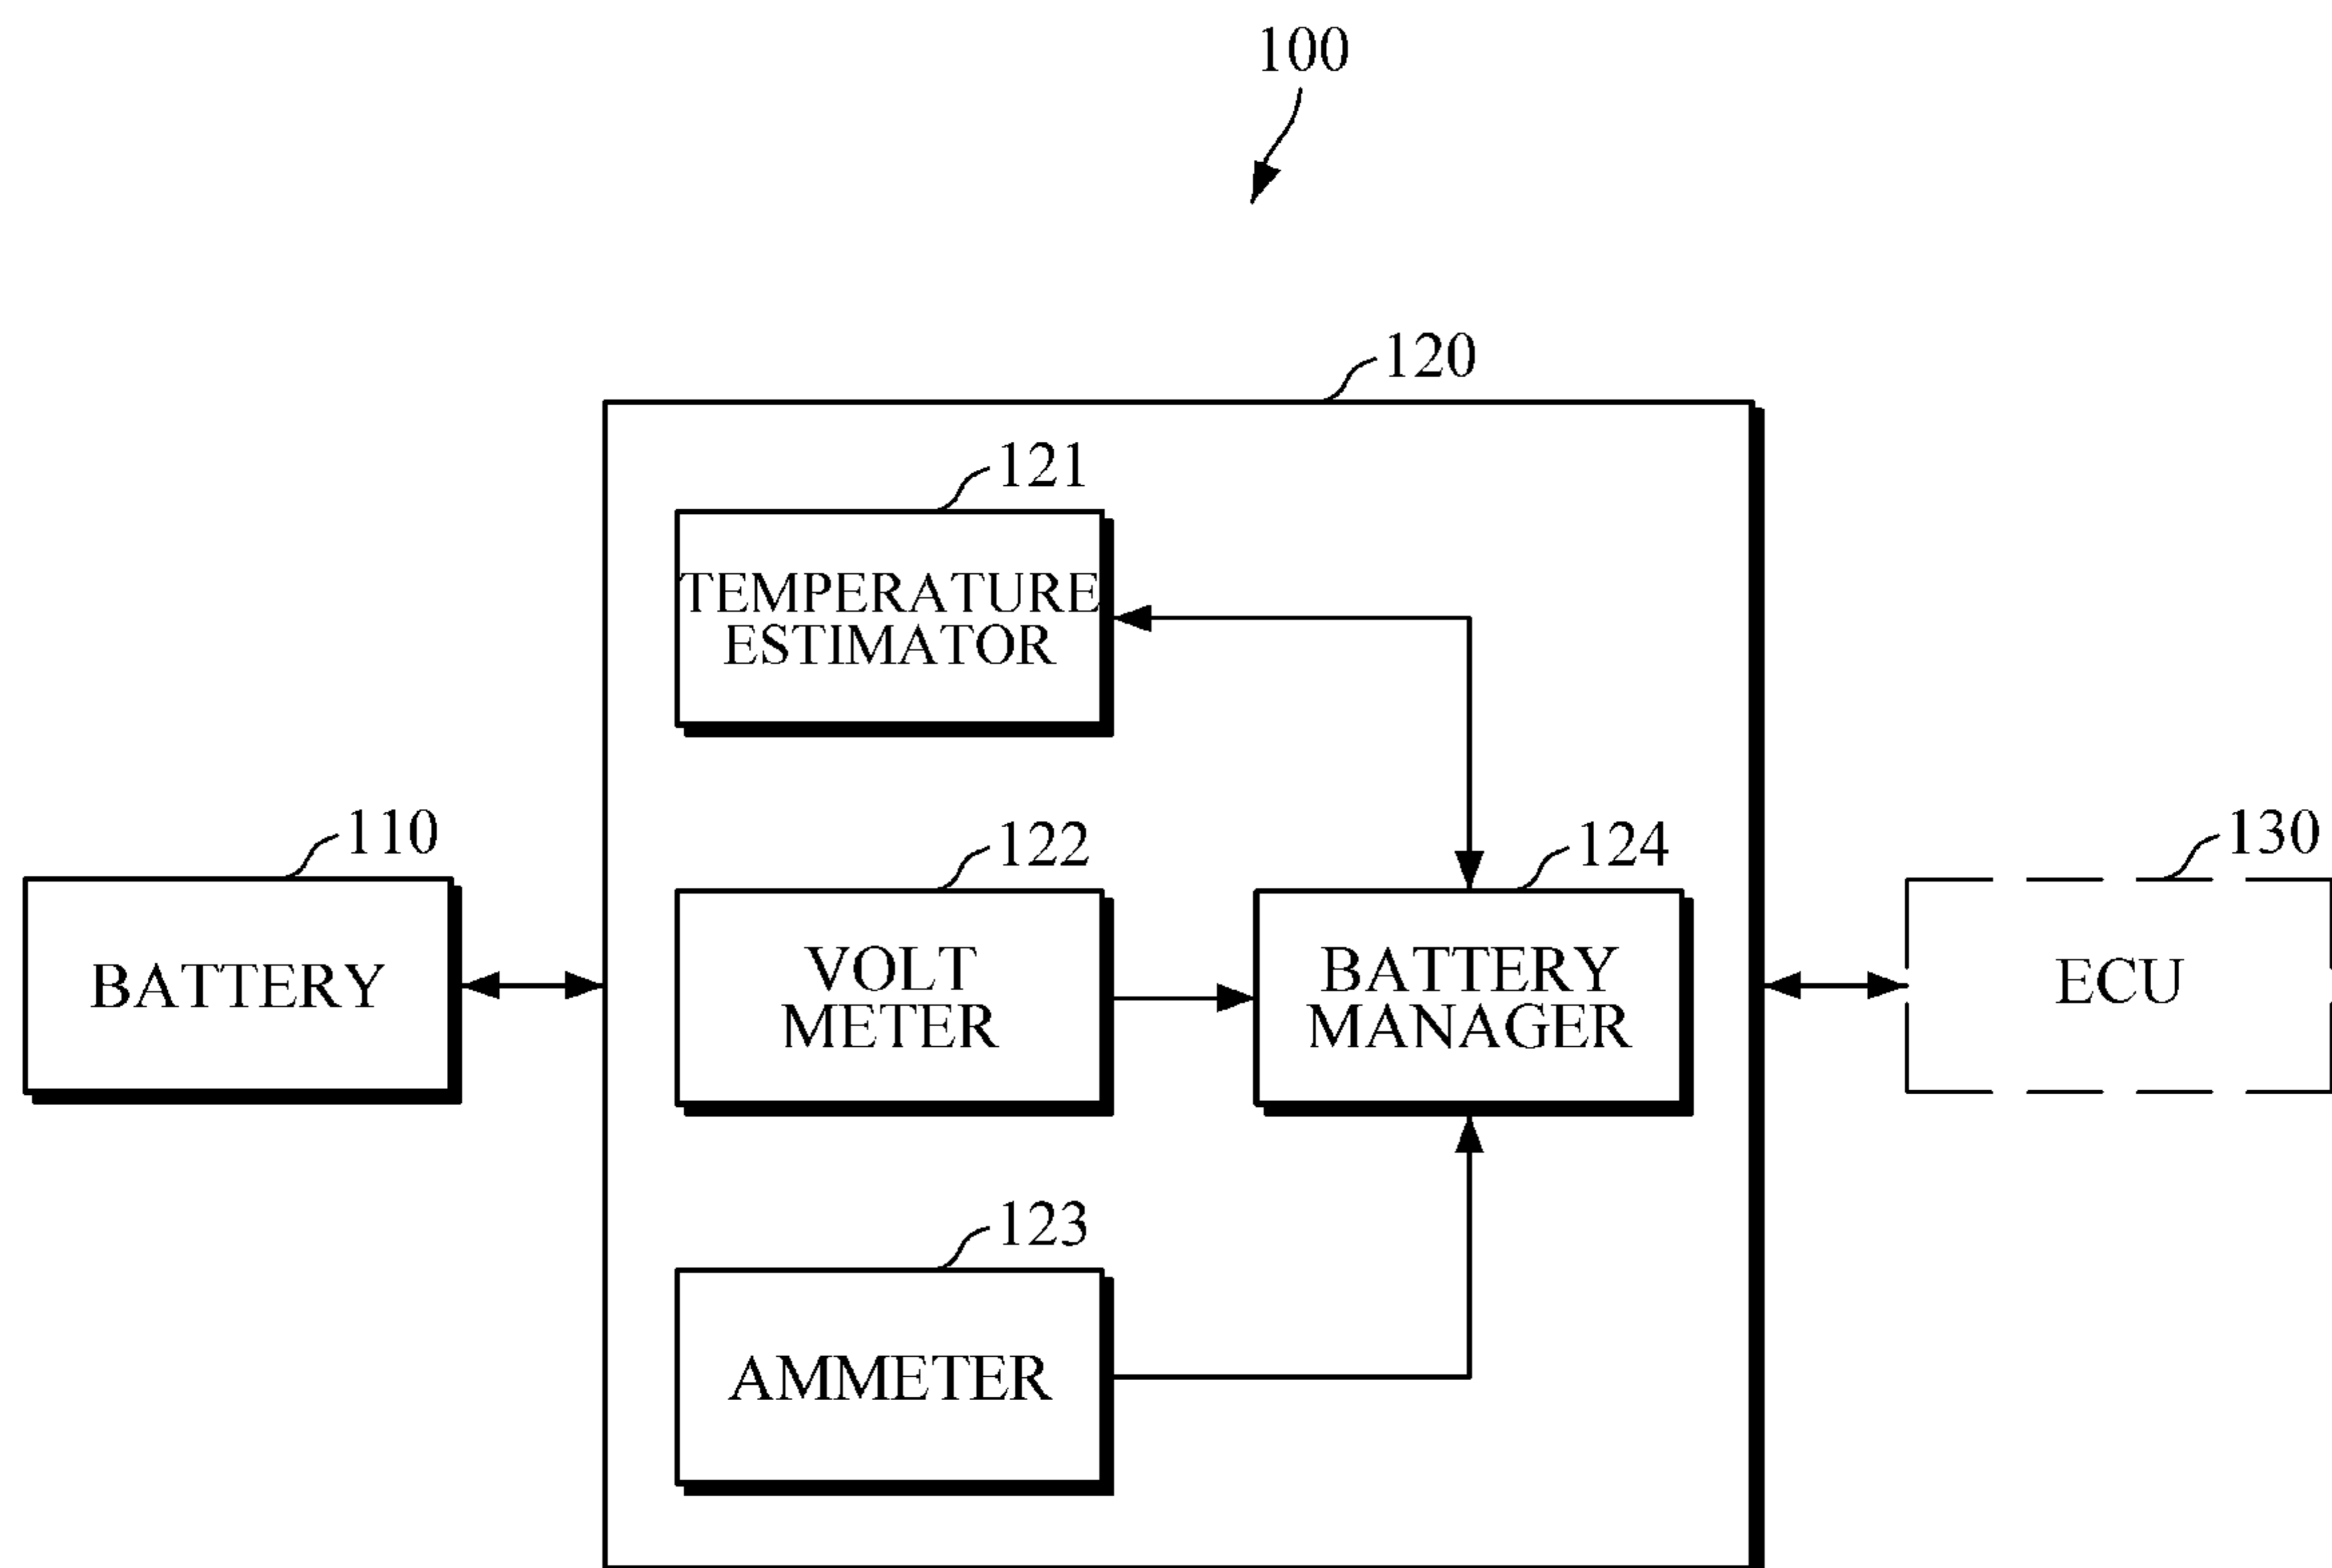 100
120
121
TEMPERATURE
ESTIMATOR
110
BATTERY
122
VOLT
METER
124
BATTERY
MANAGER
130
ECU
123
AMMETER